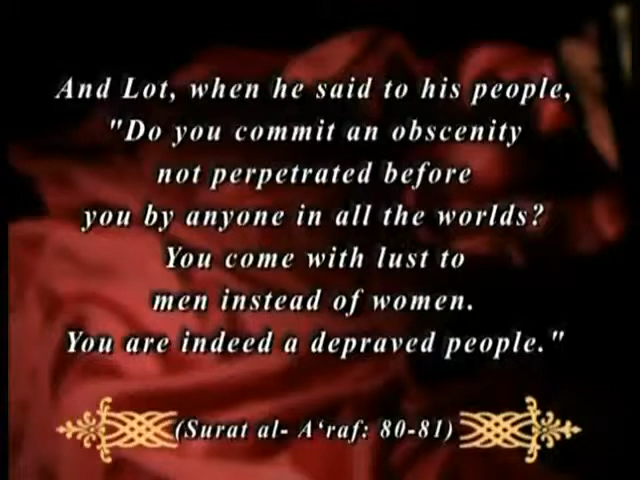 And Lot, when he said to his people,
"Do you commit an obscenity
not perpetrated before
you by anyone in all the worlds?
You come with lust to
men instead of women.
You are indeed a depraved people."
(Surat al- A‘raf: 80-81)